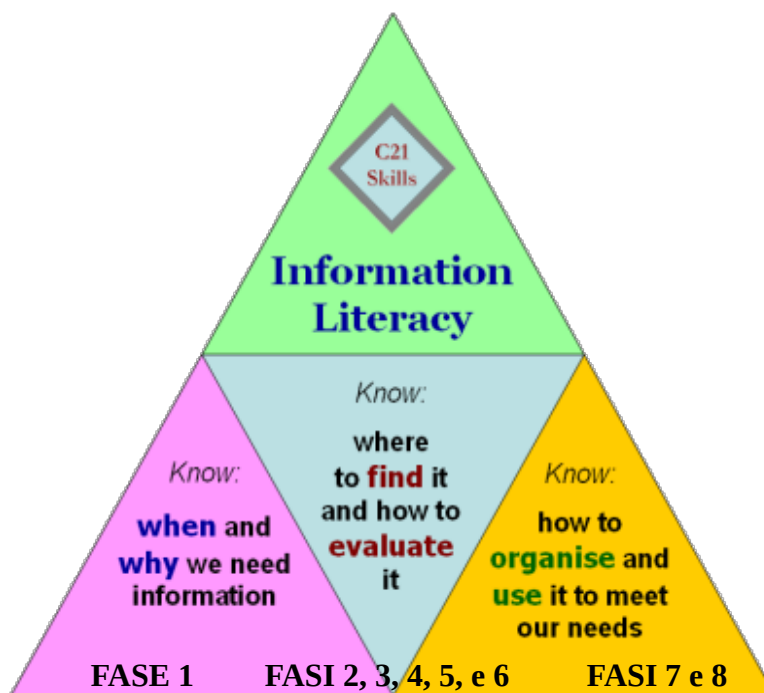 C21
Skills
Information
Literacy
Know:
when and
why we need
information
Know:
where
to find it
and how to
evaluate
it
Know:
how to
organise and
use it to meet
our needs
FASE 1
FASI 2, 3, 4, 5, e 6
FASI 7 e 8